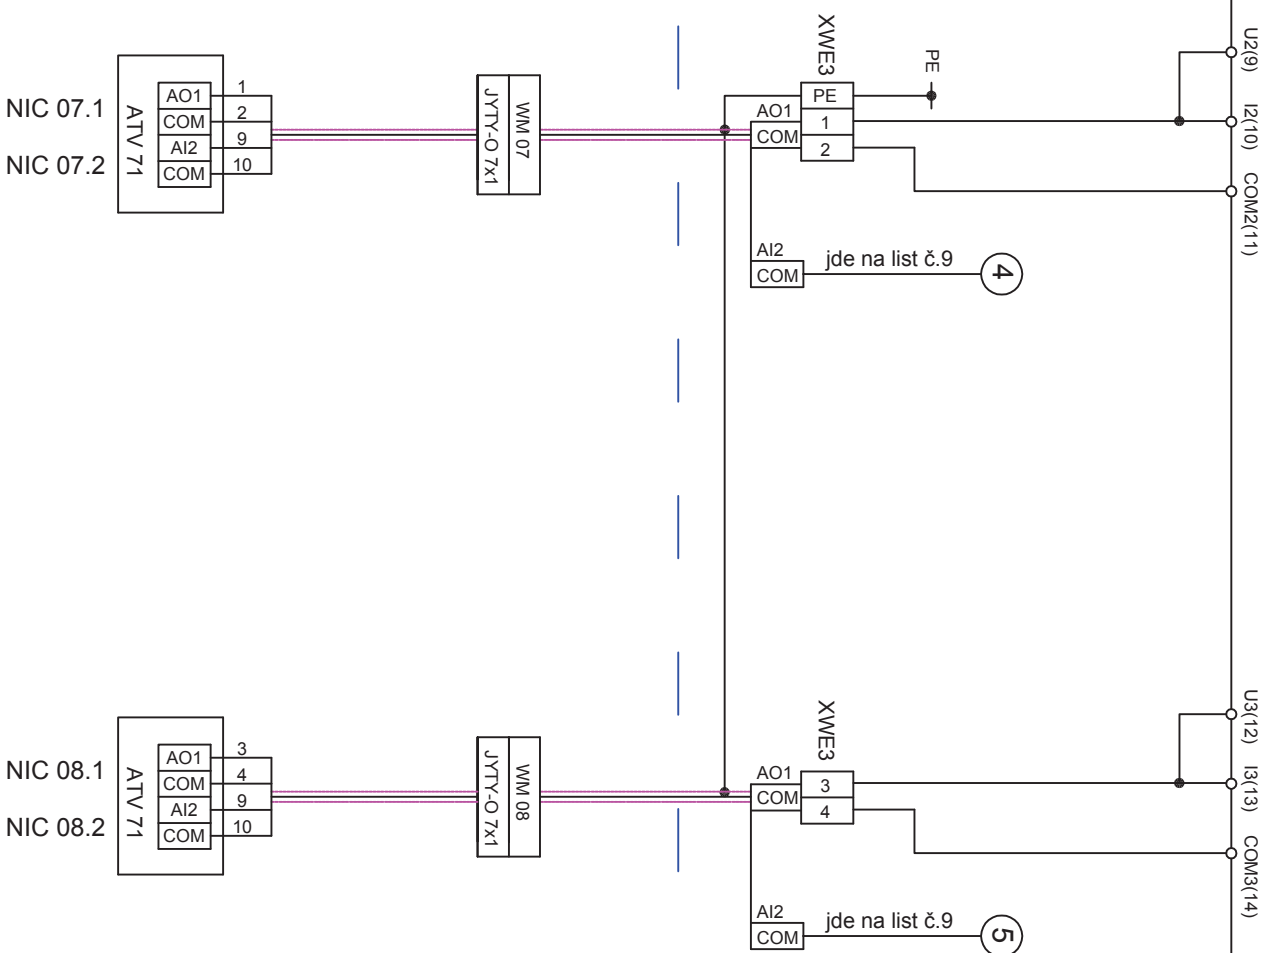 NIC 07.1
NIC 07.2
ATV 71
AO1
COM
AI2
COM
1
2
9
10
WM 07
JYTY-O 7x1
XWE3
PE
1
2
AO1
COM
PE
AI2
COM
jde na list č.9
4
U2(9)
I2(10)
COM2(11)
NIC 08.1
NIC 08.2
ATV 71
AO1
COM
AI2
COM
3
4
9
10
WM 08
JYTY-O 7x1
XWE3
3
4
AO1
COM
AI2
COM
jde na list č.9
5
U3(12)
I3(13)
COM3(14)